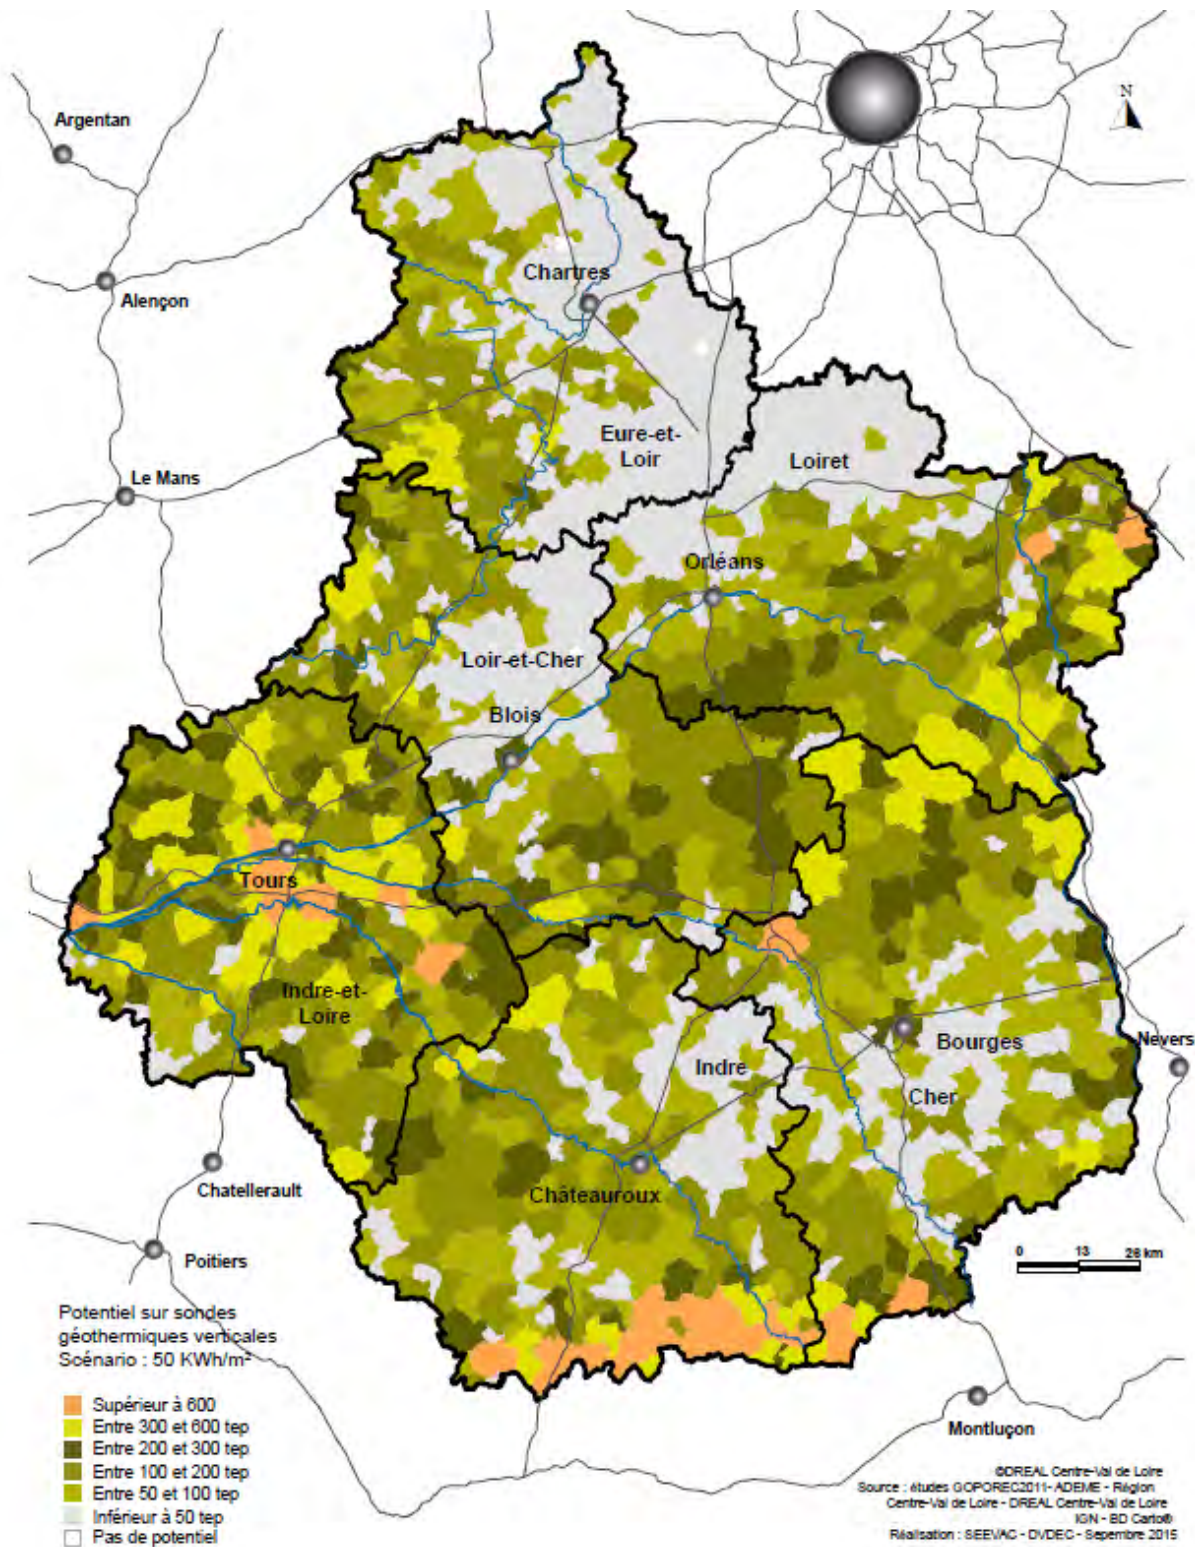 N
Argentan
Alençon
Chartres
Eure-et-
Loir
Loiret
Le Mans
Orléans
Loir-et-Cher
Blois
Tours
Indre-et-
Loire
Bourges
Nevers
Indre
Cher
Châteauroux
Chatellerault
Poitiers
0 13 26 km
Potentiel sur sondes
géothermiques verticales
Scénario : 50 KWh/m²
Supérieur à 600
Entre 300 et 600 tep
Entre 200 et 300 tep
Entre 100 et 200 tep
Entre 50 et 100 tep
Inférieur à 50 tep
Pas de potentiel
Montluçon
©DREAL Centre-Val de Loire
Source : études GOPOREC2011- ADEME - Région
Centre-Val de Loire - DREAL Centre-Val de Loire
IGN - BD Carto®
Réalisation : SEEVAC - DVDEC - Sepembre 2015